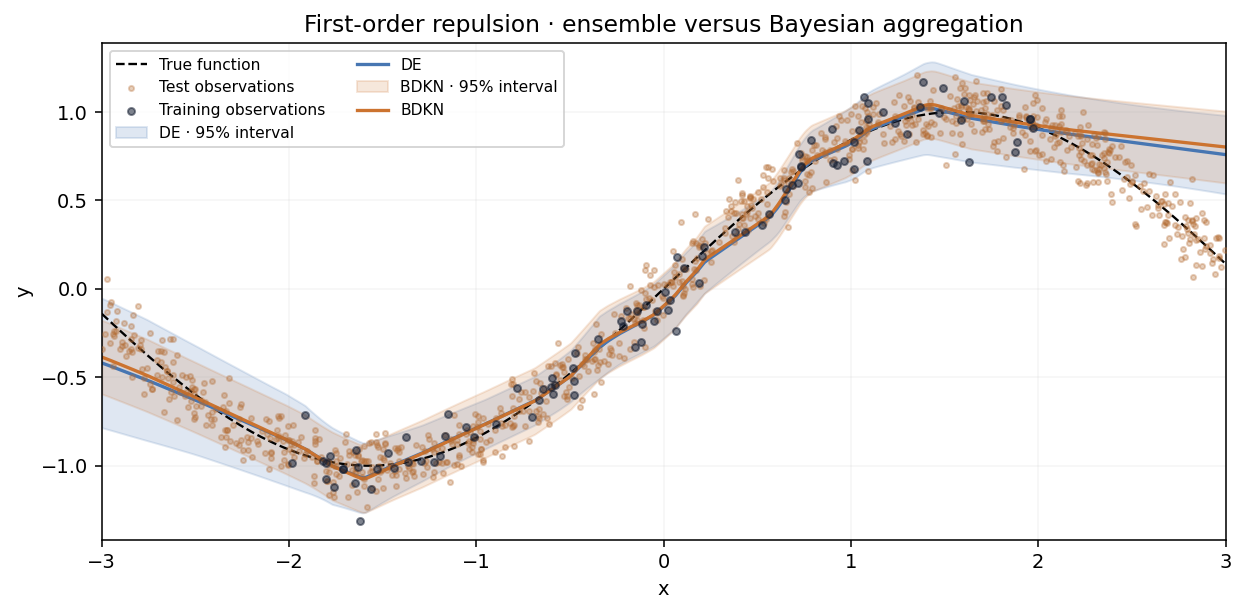 First-order repulsion · ensemble versus Bayesian aggregation
True function
Test observations
Training observations
DE · 95% interval
DE
BDKN · 95% interval
BDKN
y
1.0
0.5
0.0
−0.5
−1.0
−3
−2
−1
0
1
2
3
x